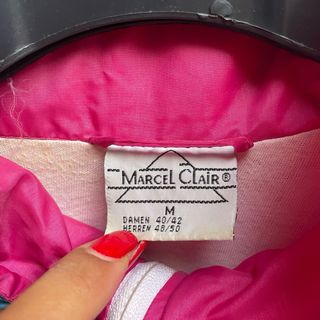 MARCEL CLAIR®
M
DAMEN 40/42
HERREN 48/50